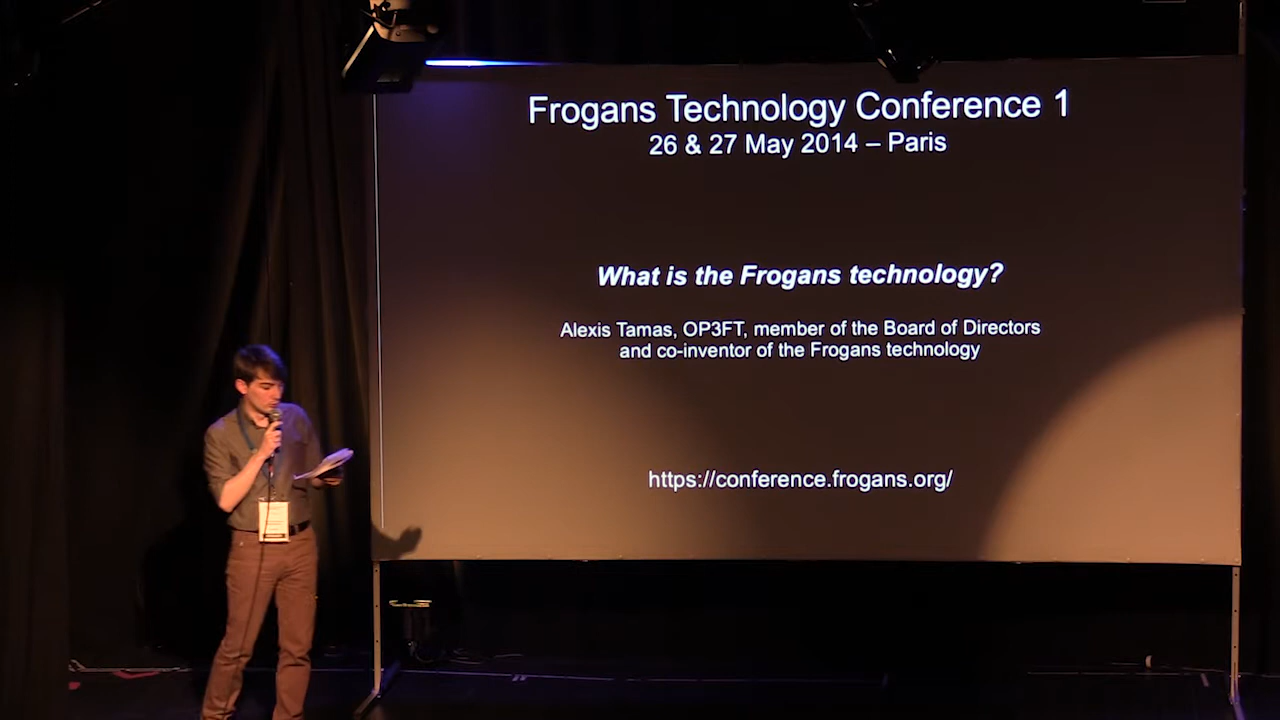 Frogans Technology Conference 1
26 & 27 May 2014 – Paris
What is the Frogans technology?
Alexis Tamas, OP3FT, member of the Board of Directors
and co-inventor of the Frogans technology
https://conference.frogans.org/